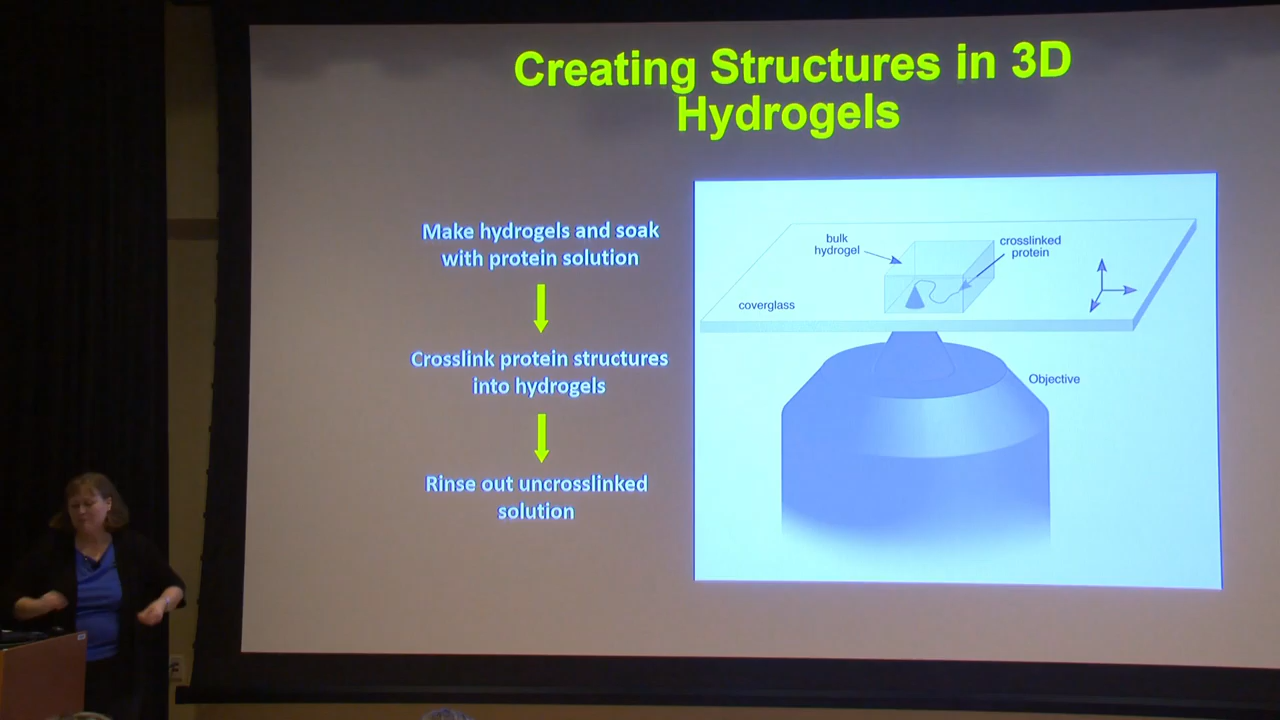 Creating Structures in 3D
Hydrogels
Make hydrogels and soak
with protein solution
Crosslink protein structures
into hydrogels
Rinse out uncrosslinked
solution
bulk
hydrogel
crosslinked
protein
coverglass
Objective